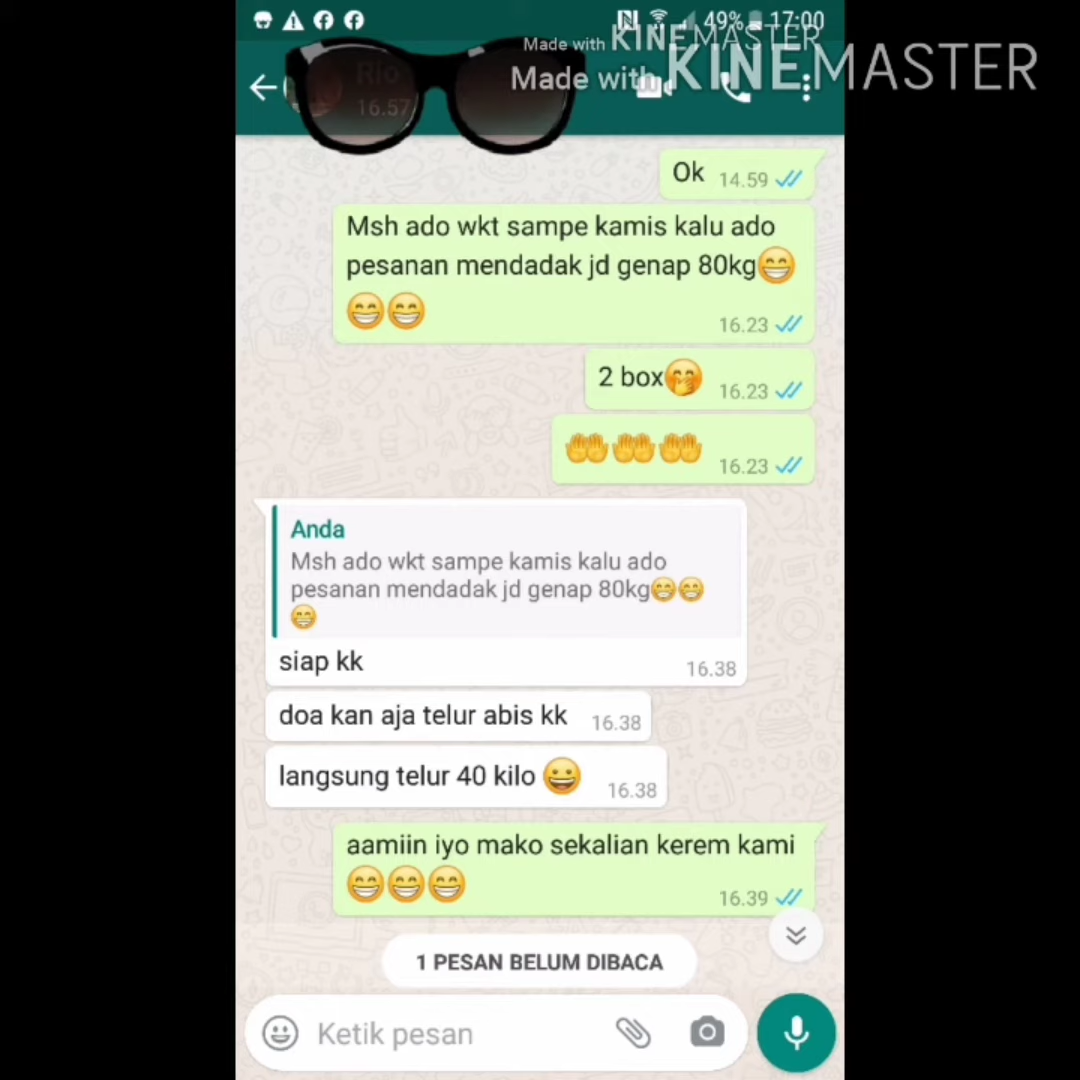 49% 17:00
Made with KINEMASTER
Made with KINEMASTER
Rio
16.57
Ok 14.59
Msh ado wkt sampe kamis kalu ado
pesanan mendadak jd genap 80kg😁
😁😁 16.23
2 box🤭 16.23
🤲🤲🤲 16.23
Anda
Msh ado wkt sampe kamis kalu ado
pesanan mendadak jd genap 80kg😁😁
😁
siap kk 16.38
doa kan aja telur abis kk 16.38
langsung telur 40 kilo 😀 16.38
aamiin iyo mako sekalian kerem kami
😁😁😁 16.39
1 PESAN BELUM DIBACA
Ketik pesan